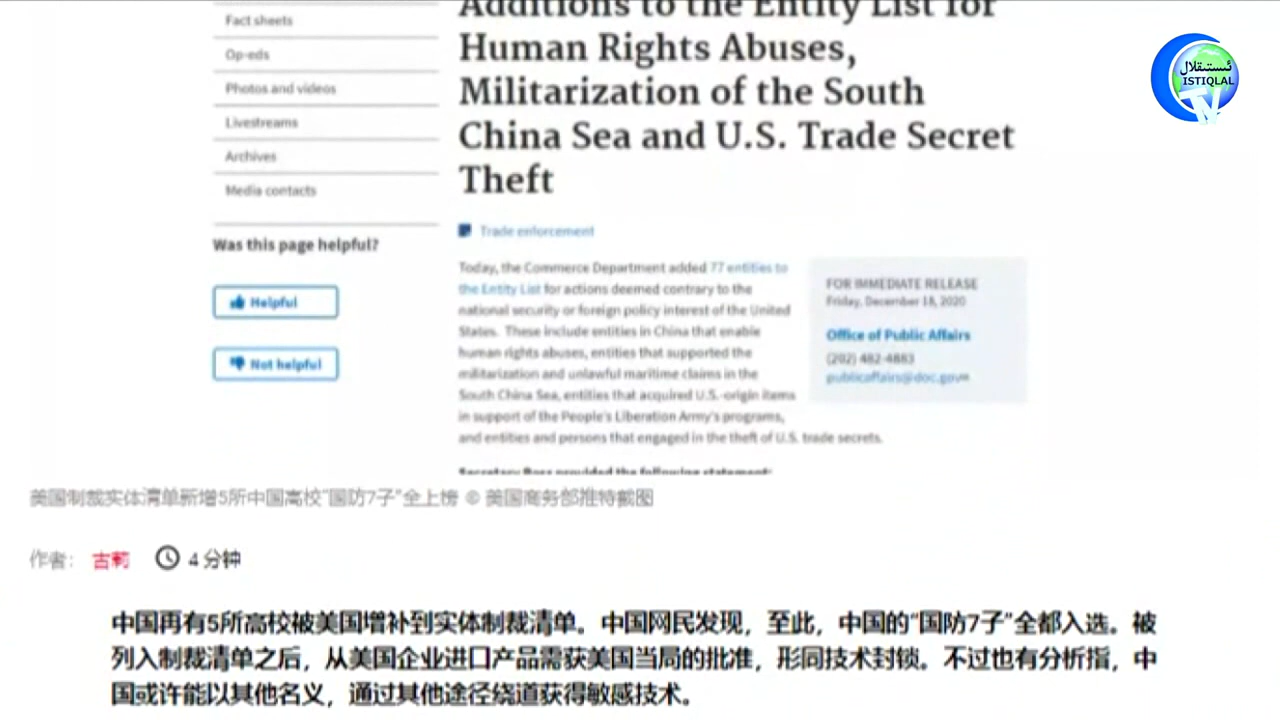 Fact sheets
Op-eds
Photos and videos
Livestreams
Archives
Media contacts
Was this page helpful?
Helpful
Not helpful
Additions to the Entity List for
Human Rights Abuses,
Militarization of the South
China Sea and U.S. Trade Secret
Theft
Trade enforcement
Today, the Commerce Department added 77 entities to
the Entity List for actions deemed contrary to the
national security or foreign policy interest of the United
States. These include entities in China that enable
human rights abuses, entities that supported the
militarization and unlawful maritime claims in the
South China Sea, entities that acquired U.S.-origin items
in support of the People's Liberation Army's programs,
and entities and persons that engaged in the theft of U.S. trade secrets.
Secretary Ross provided the following statement:
FOR IMMEDIATE RELEASE
Friday, December 18, 2020
Office of Public Affairs
(202) 482-4883
publicaffairs@doc.gov
ئىستىقلال
ISTIQLAL
TV
美国制裁实体清单新增5所中国高校“国防7子”全上榜 © 美国商务部推特截图
作者： 古莉 4 分钟
中国再有5所高校被美国增补到实体制裁清单。中国网民发现，至此，中国的“国防7子”全都入选。被
列入制裁清单之后，从美国企业进口产品需获美国当局的批准，形同技术封锁。不过也有分析指，中
国或许能以其他名义，通过其他途径绕道获得敏感技术。